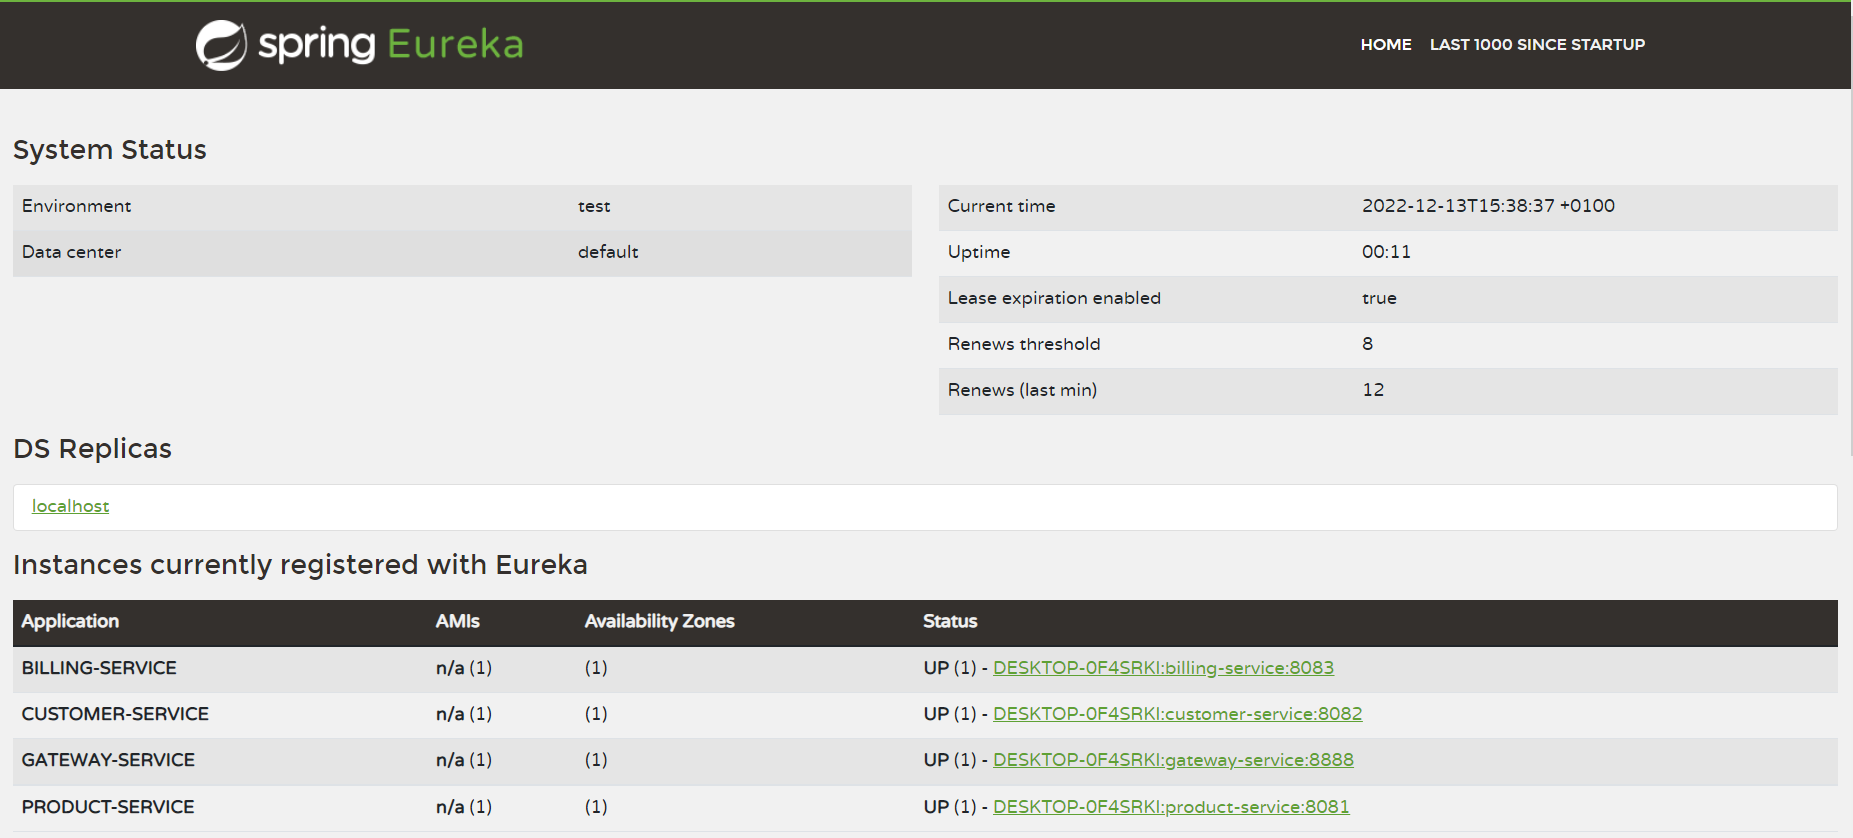 spring Eureka
HOME LAST 1000 SINCE STARTUP
System Status
Environment test
Data center default
Current time 2022-12-13T15:38:37 +0100
Uptime 00:11
Lease expiration enabled true
Renews threshold 8
Renews (last min) 12
DS Replicas
localhost
Instances currently registered with Eureka
Application AMIs Availability Zones Status
BILLING-SERVICE n/a (1) (1) UP (1) - DESKTOP-0F4SRKI:billing-service:8083
CUSTOMER-SERVICE n/a (1) (1) UP (1) - DESKTOP-0F4SRKI:customer-service:8082
GATEWAY-SERVICE n/a (1) (1) UP (1) - DESKTOP-0F4SRKI:gateway-service:8888
PRODUCT-SERVICE n/a (1) (1) UP (1) - DESKTOP-0F4SRKI:product-service:8081